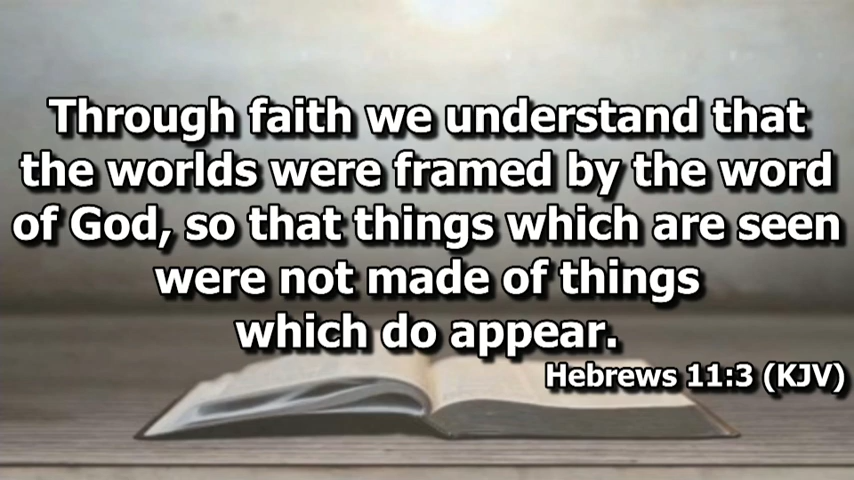 Through faith we understand that
the worlds were framed by the word
of God, so that things which are seen
were not made of things
which do appear.
Hebrews 11:3 (KJV)